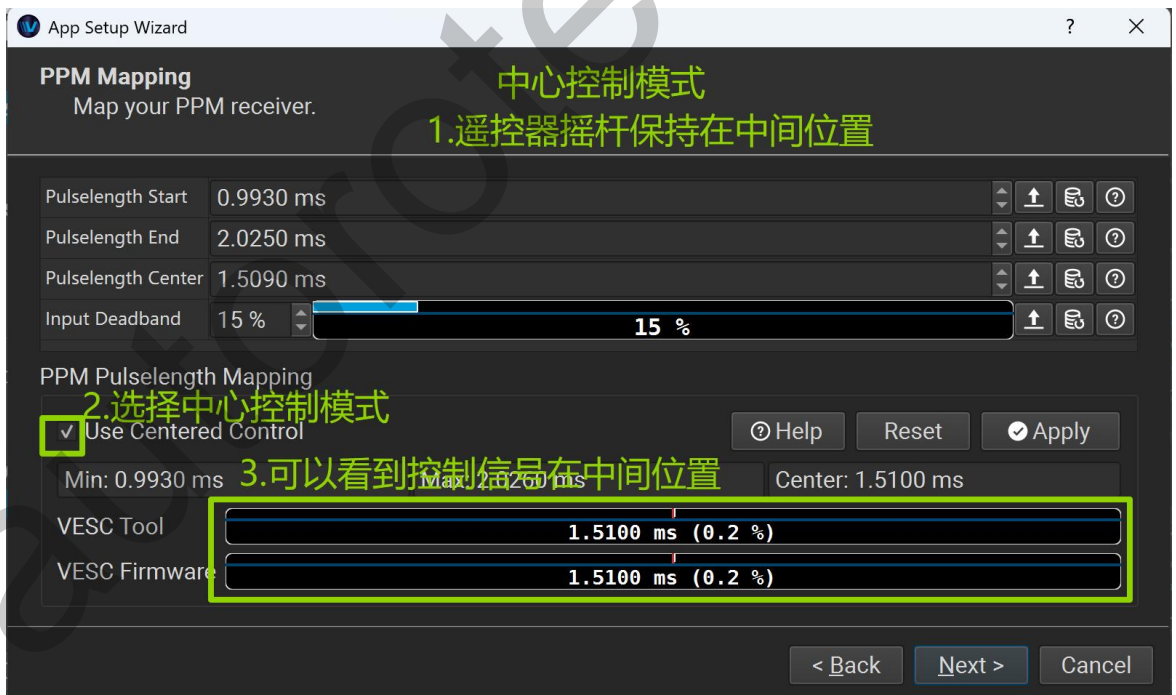 App Setup Wizard
PPM Mapping
Map your PPM receiver.
中心控制模式
1.遥控器摇杆保持在中间位置
Pulselength Start 0.9930 ms
Pulselength End 2.0250 ms
Pulselength Center 1.5090 ms
Input Deadband 15 % 15 %
PPM Pulselength Mapping
2.选择中心控制模式
Use Centered Control Help Reset Apply
3.可以看到控制信号在中间位置
Min: 0.9930 ms Max: 2.0260 ms Center: 1.5100 ms
VESC Tool 1.5100 ms (0.2 %)
VESC Firmware 1.5100 ms (0.2 %)
< Back Next > Cancel